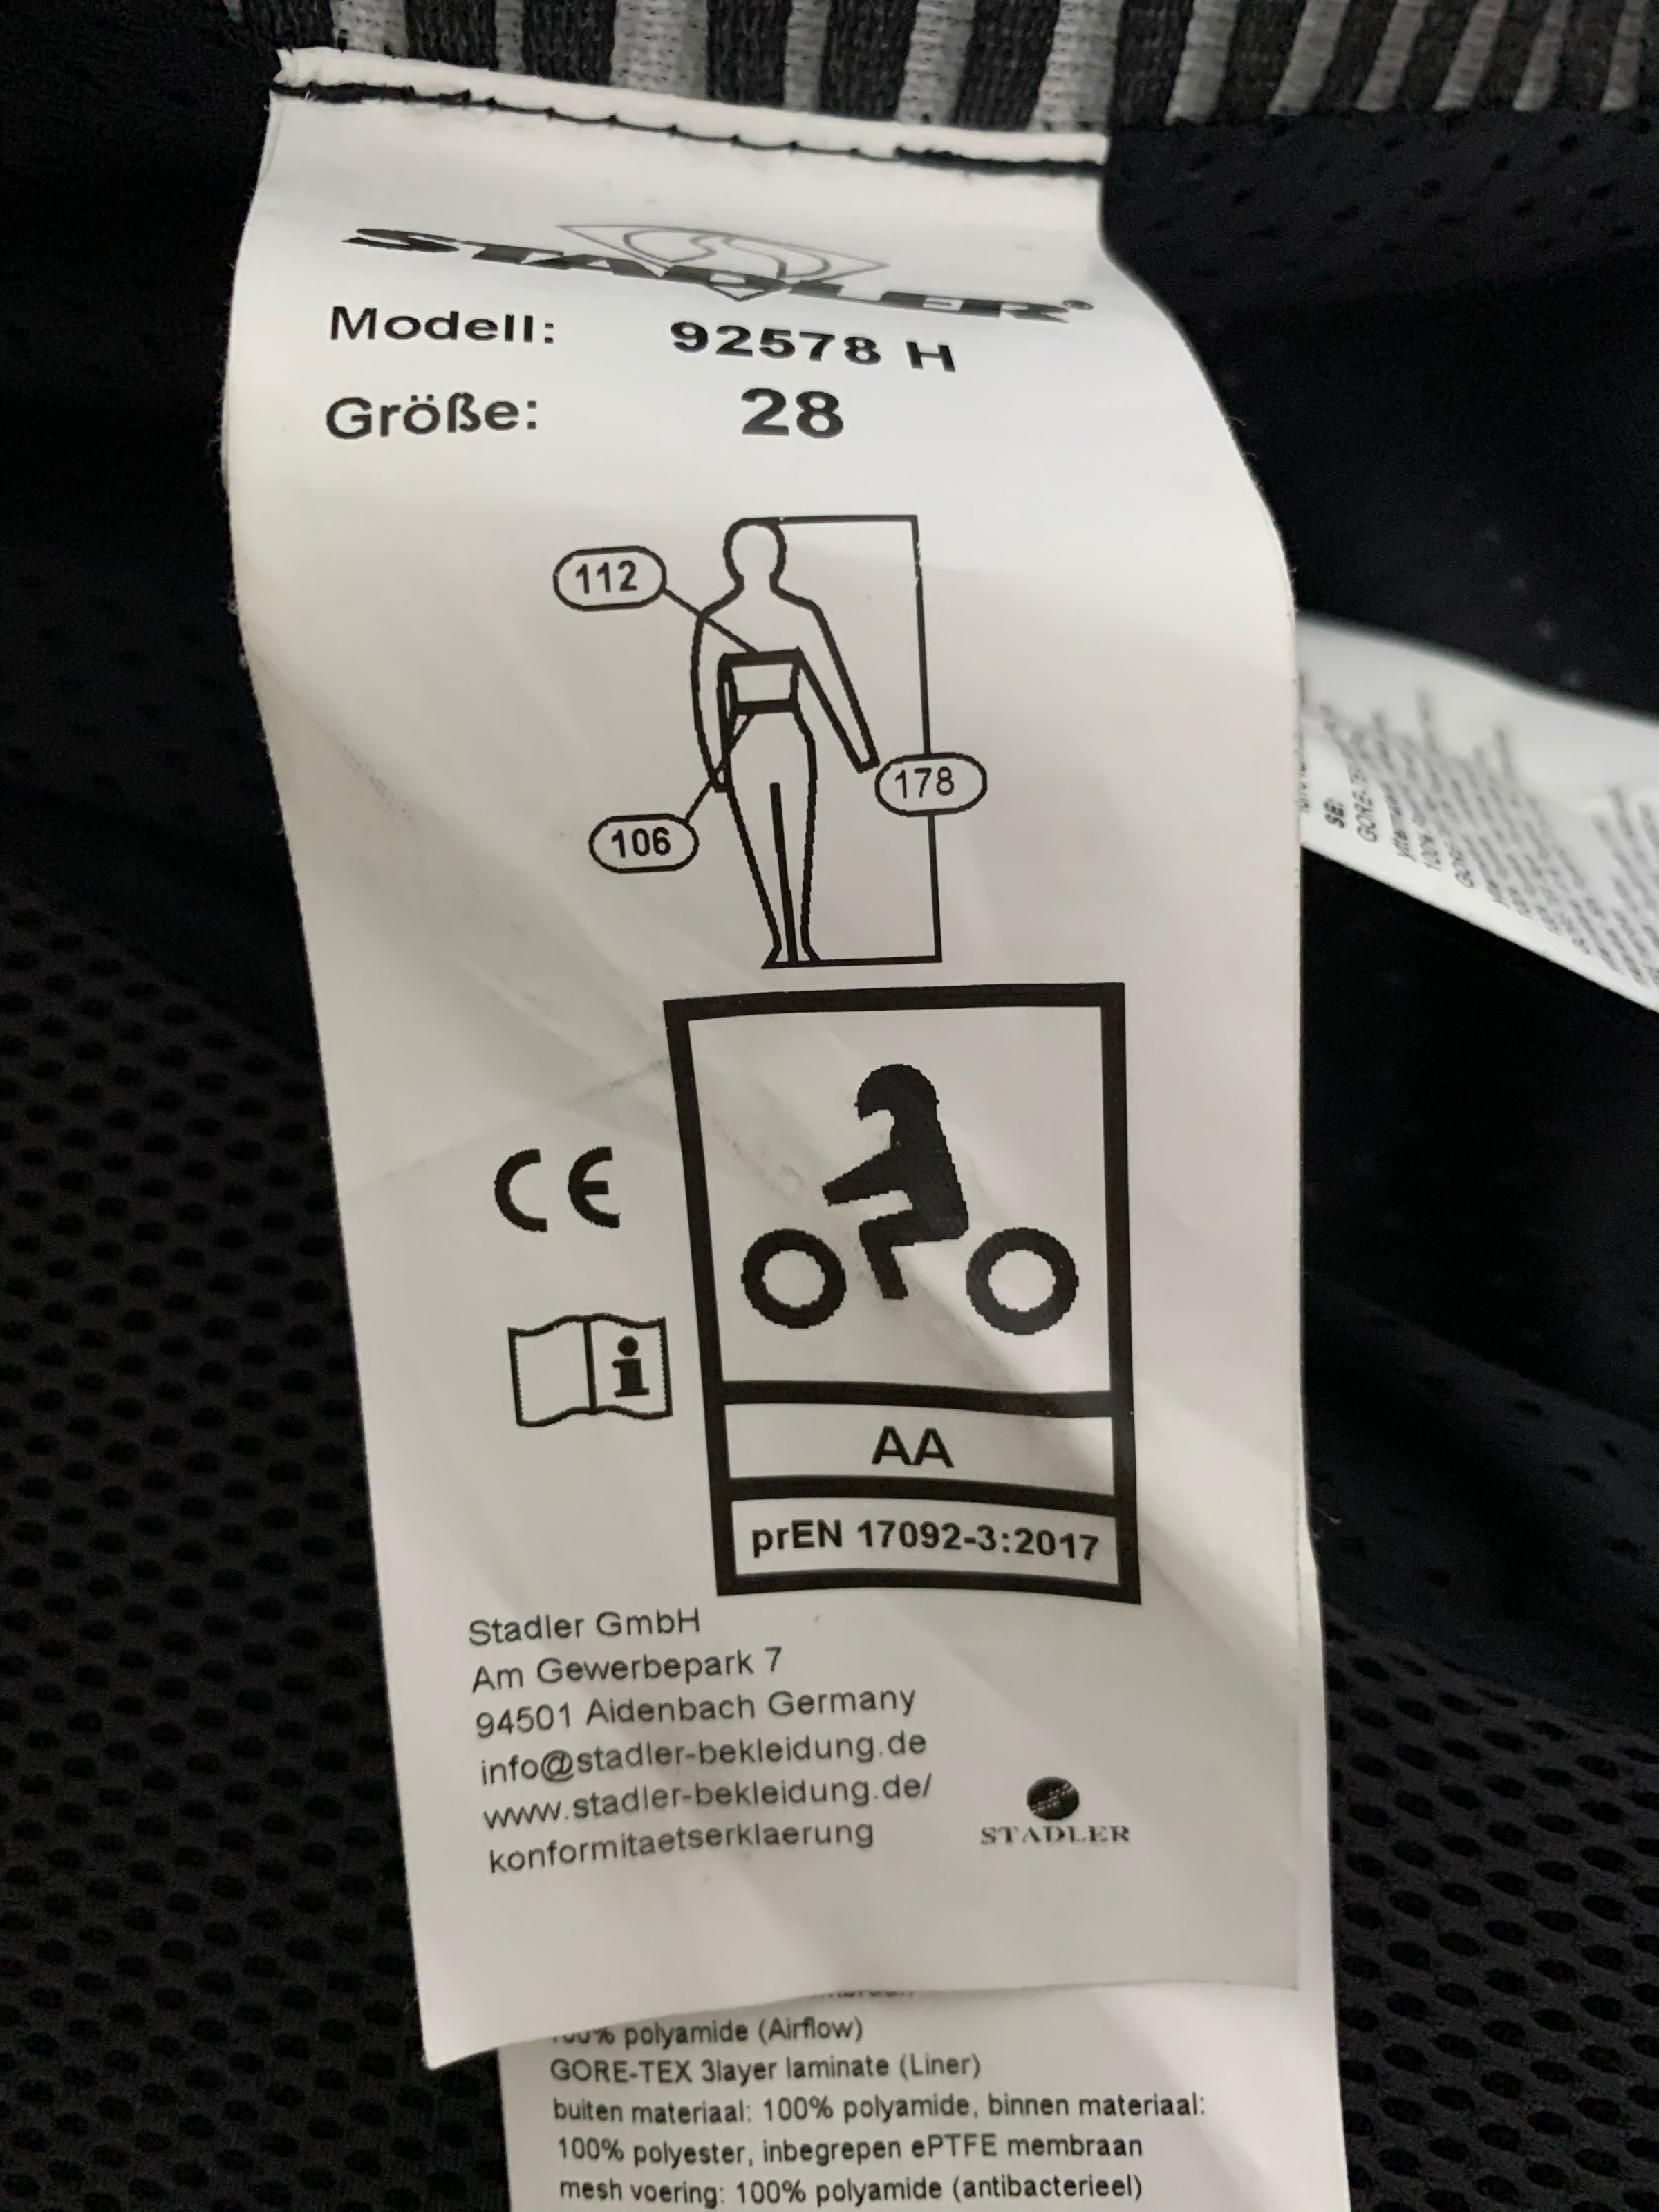 STADLER®
Modell: 92578 H
Größe: 28
112
178
106
CE
i
AA
prEN 17092-3:2017
Stadler GmbH
Am Gewerbepark 7
94501 Aidenbach Germany
info@stadler-bekleidung.de
www.stadler-bekleidung.de/
konformitaetserklaerung
STADLER
100% polyamide (Airflow)
GORE-TEX 3layer laminate (Liner)
buiten materiaal: 100% polyamide, binnen materiaal:
100% polyester, inbegrepen ePTFE membraan
mesh voering: 100% polyamide (antibacterieel)
SE: